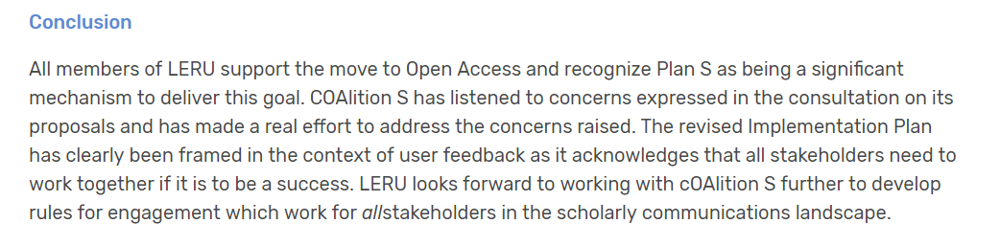 Conclusion
All members of LERU support the move to Open Access and recognize Plan S as being a significant
mechanism to deliver this goal. COAlition S has listened to concerns expressed in the consultation on its
proposals and has made a real effort to address the concerns raised. The revised Implementation Plan
has clearly been framed in the context of user feedback as it acknowledges that all stakeholders need to
work together if it is to be a success. LERU looks forward to working with cOAlition S further to develop
rules for engagement which work for allstakeholders in the scholarly communications landscape.